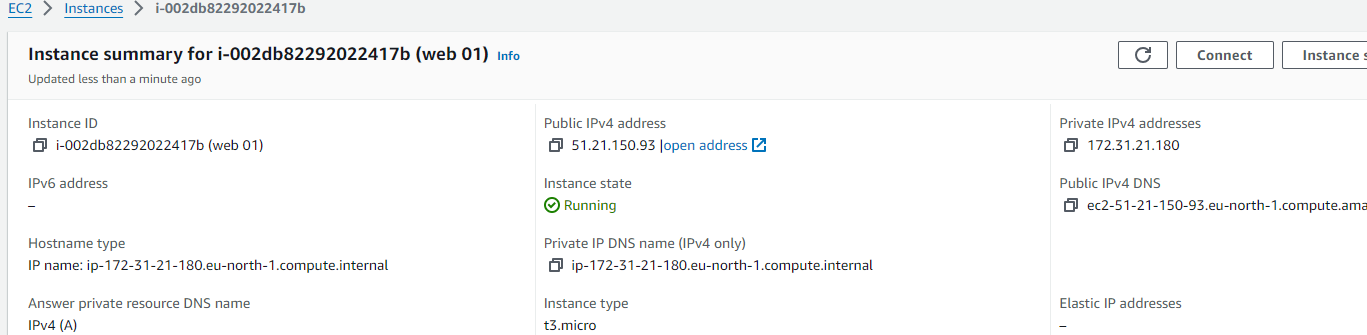 EC2 > Instances > i-002db82292022417b
Instance summary for i-002db82292022417b (web 01) Info
Updated less than a minute ago
Connect
Instance s
Instance ID
i-002db82292022417b (web 01)
Public IPv4 address
51.21.150.93 |open address
Private IPv4 addresses
172.31.21.180
IPv6 address
–
Instance state
Running
Public IPv4 DNS
ec2-51-21-150-93.eu-north-1.compute.ama
Hostname type
IP name: ip-172-31-21-180.eu-north-1.compute.internal
Private IP DNS name (IPv4 only)
ip-172-31-21-180.eu-north-1.compute.internal
Answer private resource DNS name
IPv4 (A)
Instance type
t3.micro
Elastic IP addresses
–